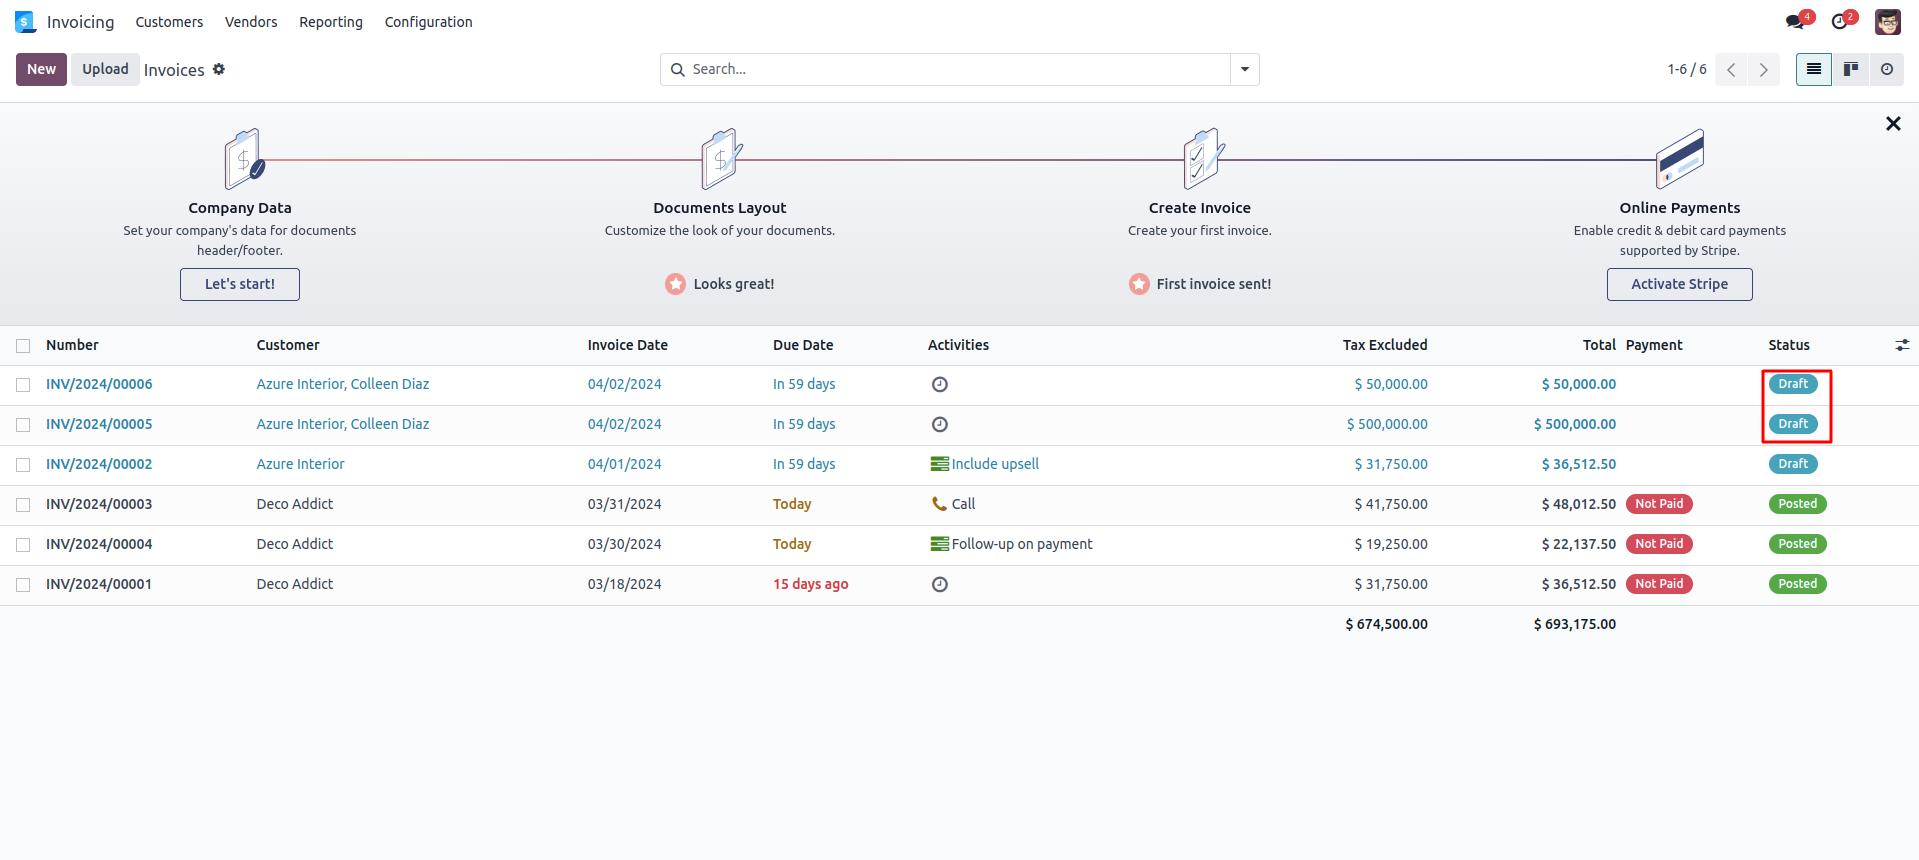 Invoicing Customers Vendors Reporting Configuration 4 2
New Upload Invoices Search... 1-6 / 6
Company Data
Set your company's data for documents
header/footer.
Let's start!
Documents Layout
Customize the look of your documents.
Looks great!
Create Invoice
Create your first invoice.
First invoice sent!
Online Payments
Enable credit & debit card payments
supported by Stripe.
Activate Stripe
Number Customer Invoice Date Due Date Activities Tax Excluded Total Payment Status
INV/2024/00006 Azure Interior, Colleen Diaz 04/02/2024 In 59 days $ 50,000.00 $ 50,000.00 Draft
INV/2024/00005 Azure Interior, Colleen Diaz 04/02/2024 In 59 days $ 500,000.00 $ 500,000.00 Draft
INV/2024/00002 Azure Interior 04/01/2024 In 59 days Include upsell $ 31,750.00 $ 36,512.50 Draft
INV/2024/00003 Deco Addict 03/31/2024 Today Call $ 41,750.00 $ 48,012.50 Not Paid Posted
INV/2024/00004 Deco Addict 03/30/2024 Today Follow-up on payment $ 19,250.00 $ 22,137.50 Not Paid Posted
INV/2024/00001 Deco Addict 03/18/2024 15 days ago $ 31,750.00 $ 36,512.50 Not Paid Posted
$ 674,500.00 $ 693,175.00